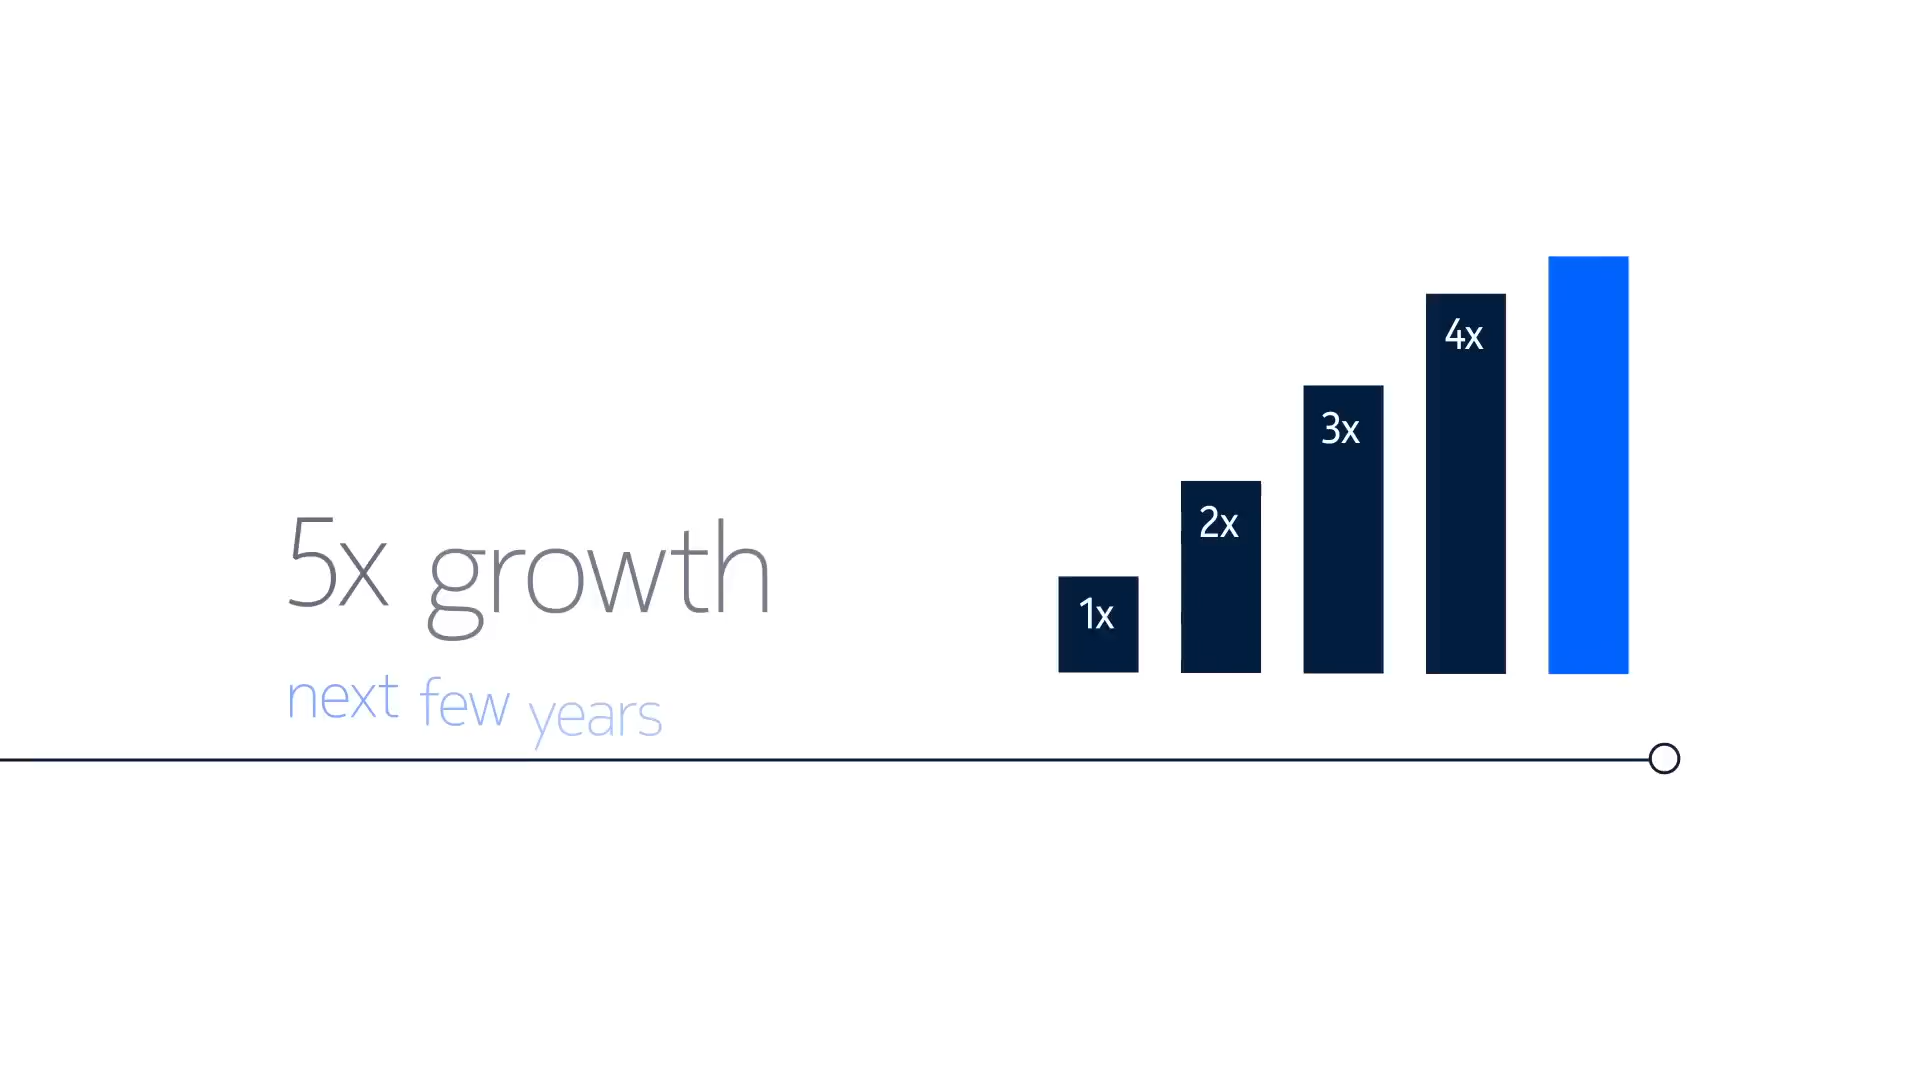 4x
3x
2x
5x growth
1x
next few years